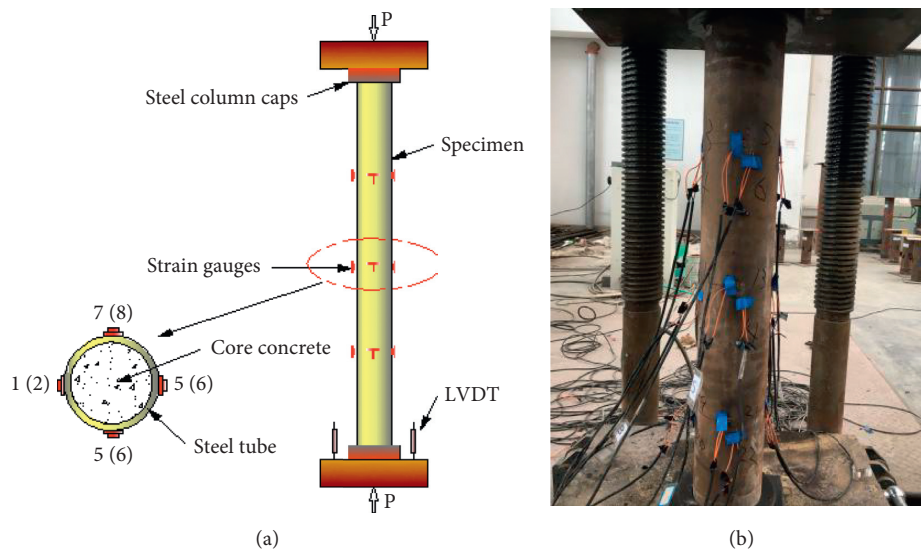 P
Steel column caps
Specimen
Strain gauges
7 (8)
Core concrete
1 (2)
5 (6)
LVDT
Steel tube
5 (6)
P
(a)
(b)